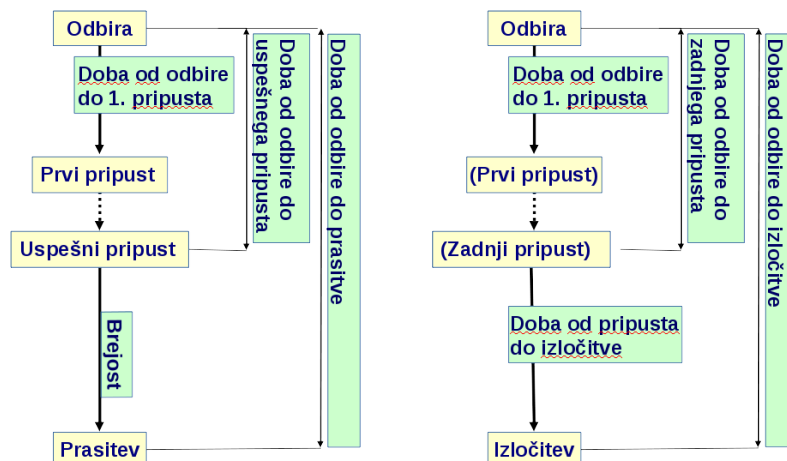 Odbira
Doba od odbire
do 1. pripusta
Prvi pripust
Uspešni pripust
Brejost
Prasitev
Doba od odbire do
uspešnega pripusta
Doba od odbire do prasitve
Odbira
Doba od odbire
do 1. pripusta
(Prvi pripust)
(Zadnji pripust)
Doba od pripusta
do izločitve
Izločitev
Doba od odbire do
zadnjega pripusta
Doba od odbire do izločitve